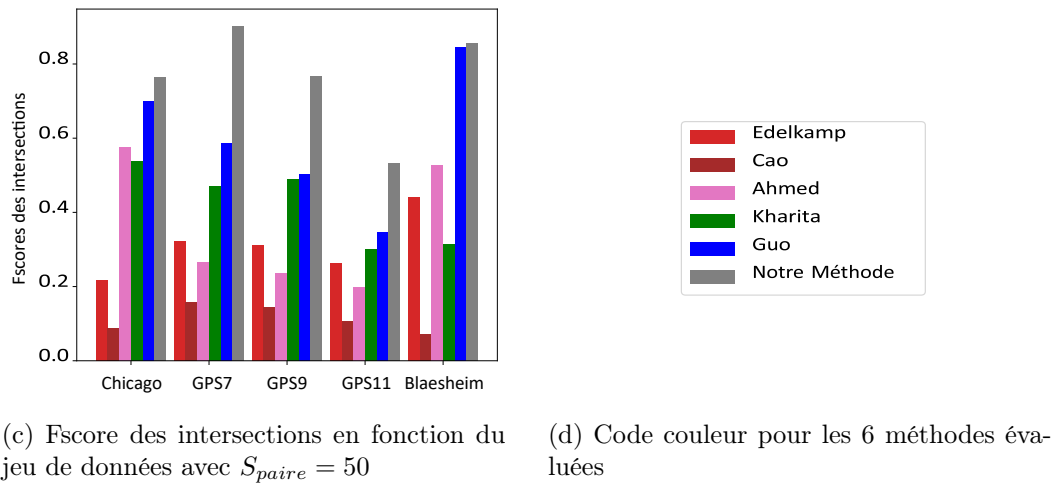 Fscores des intersections
0.8
0.6
0.4
0.2
0.0
Chicago GPS7 GPS9 GPS11 Blaesheim
Edelkamp
Cao
Ahmed
Kharita
Guo
Notre Méthode
(c) Fscore des intersections en fonction du
jeu de données avec S_paire = 50
(d) Code couleur pour les 6 méthodes éva-
luées